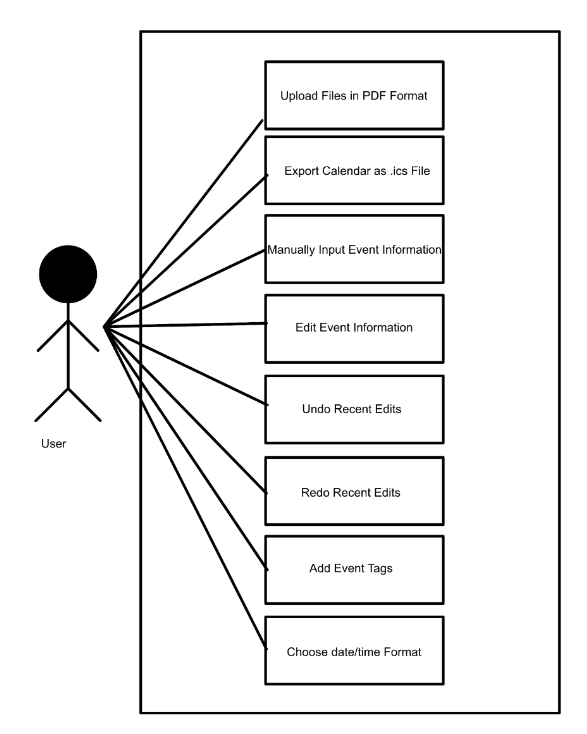 Upload Files in PDF Format
Export Calendar as .ics File
Manually Input Event Information
Edit Event Information
Undo Recent Edits
User
Redo Recent Edits
Add Event Tags
Choose date/time Format